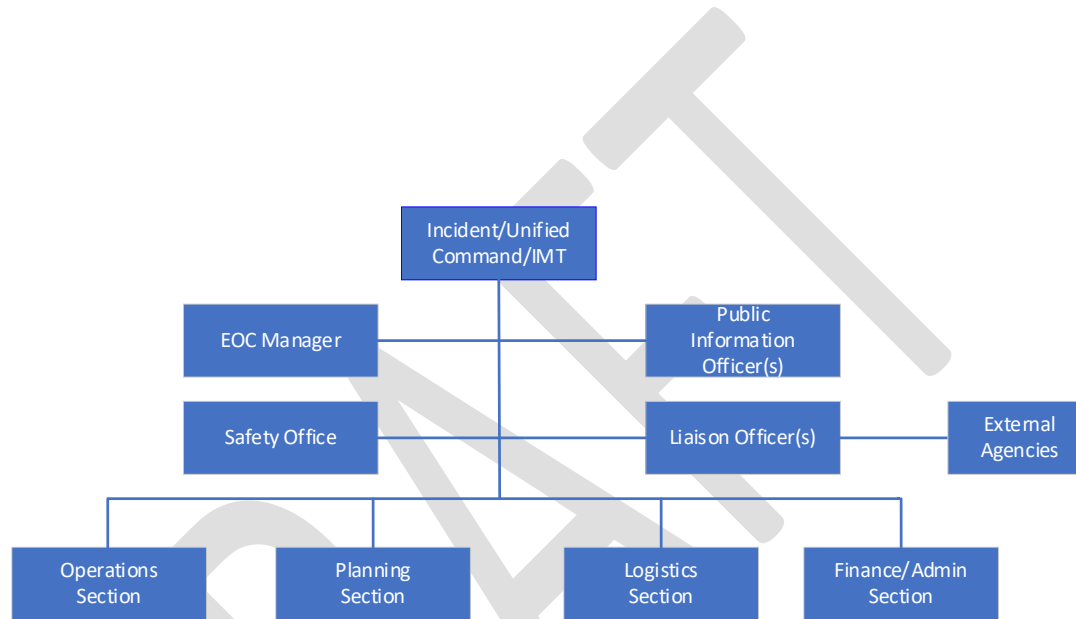 Incident/Unified
Command/IMT
EOC Manager
Public
Information
Officer(s)
Safety Office
Liaison Officer(s)
External
Agencies
Operations
Section
Planning
Section
Logistics
Section
Finance/Admin
Section
DRAFT